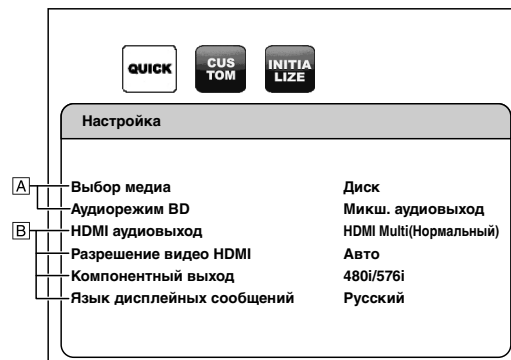 QUICK
CUS
TOM
INITIA
LIZE
Настройка
A
Выбор медиа Диск
Аудиорежим BD Микш. аудиовыход
B
HDMI аудиовыход HDMI Multi(Нормальный)
Разрешение видео HDMI Авто
Компонентный выход 480i/576i
Язык дисплейных сообщений Русский